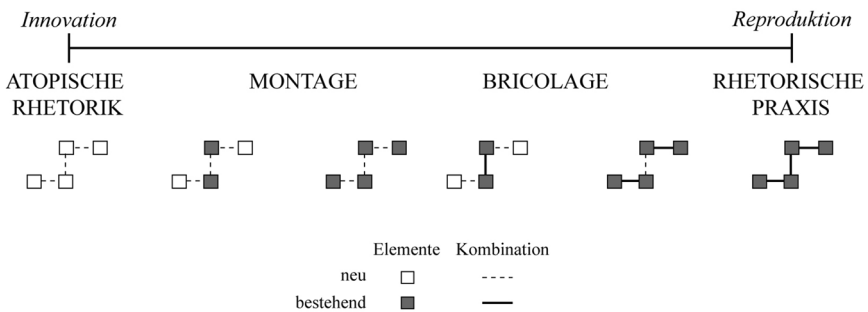 Innovation
Reproduktion
ATOPISCHE
RHETORIK
MONTAGE
BRICOLAGE
RHETORISCHE
PRAXIS
Elemente Kombination
neu
bestehend